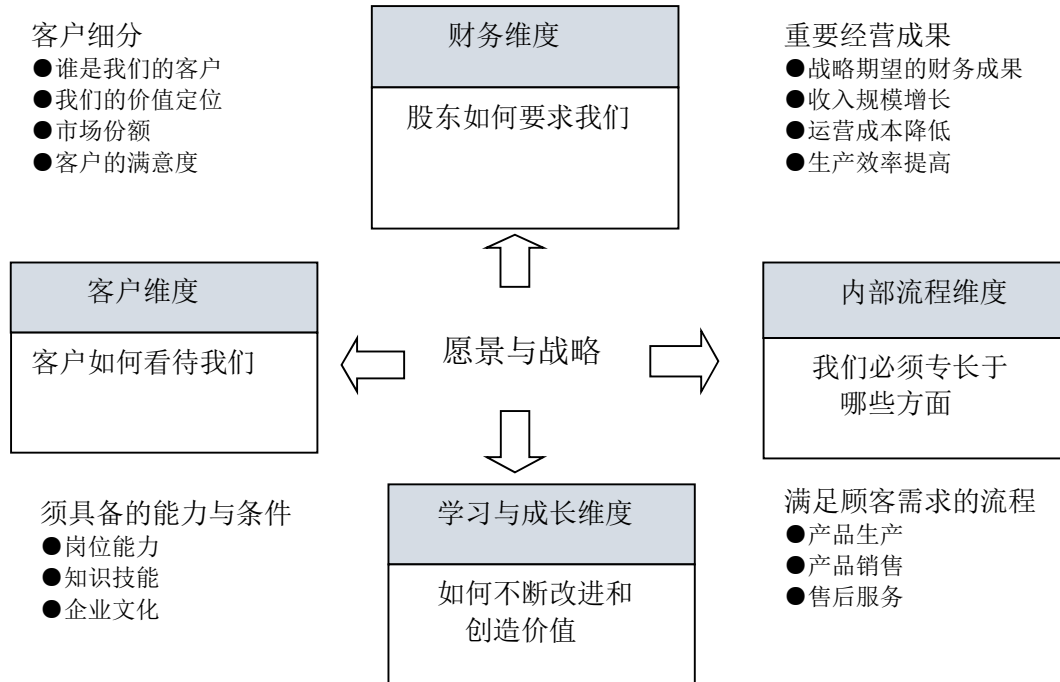 客户细分
●谁是我们的客户
●我们的价值定位
●市场份额
●客户的满意度
财务维度
股东如何要求我们
重要经营成果
●战略期望的财务成果
●收入规模增长
●运营成本降低
●生产效率提高
客户维度
客户如何看待我们
愿景与战略
内部流程维度
我们必须专长于
哪些方面
须具备的能力与条件
●岗位能力
●知识技能
●企业文化
学习与成长维度
如何不断改进和
创造价值
满足顾客需求的流程
●产品生产
●产品销售
●售后服务